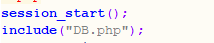 session_start();
include("DB.php");